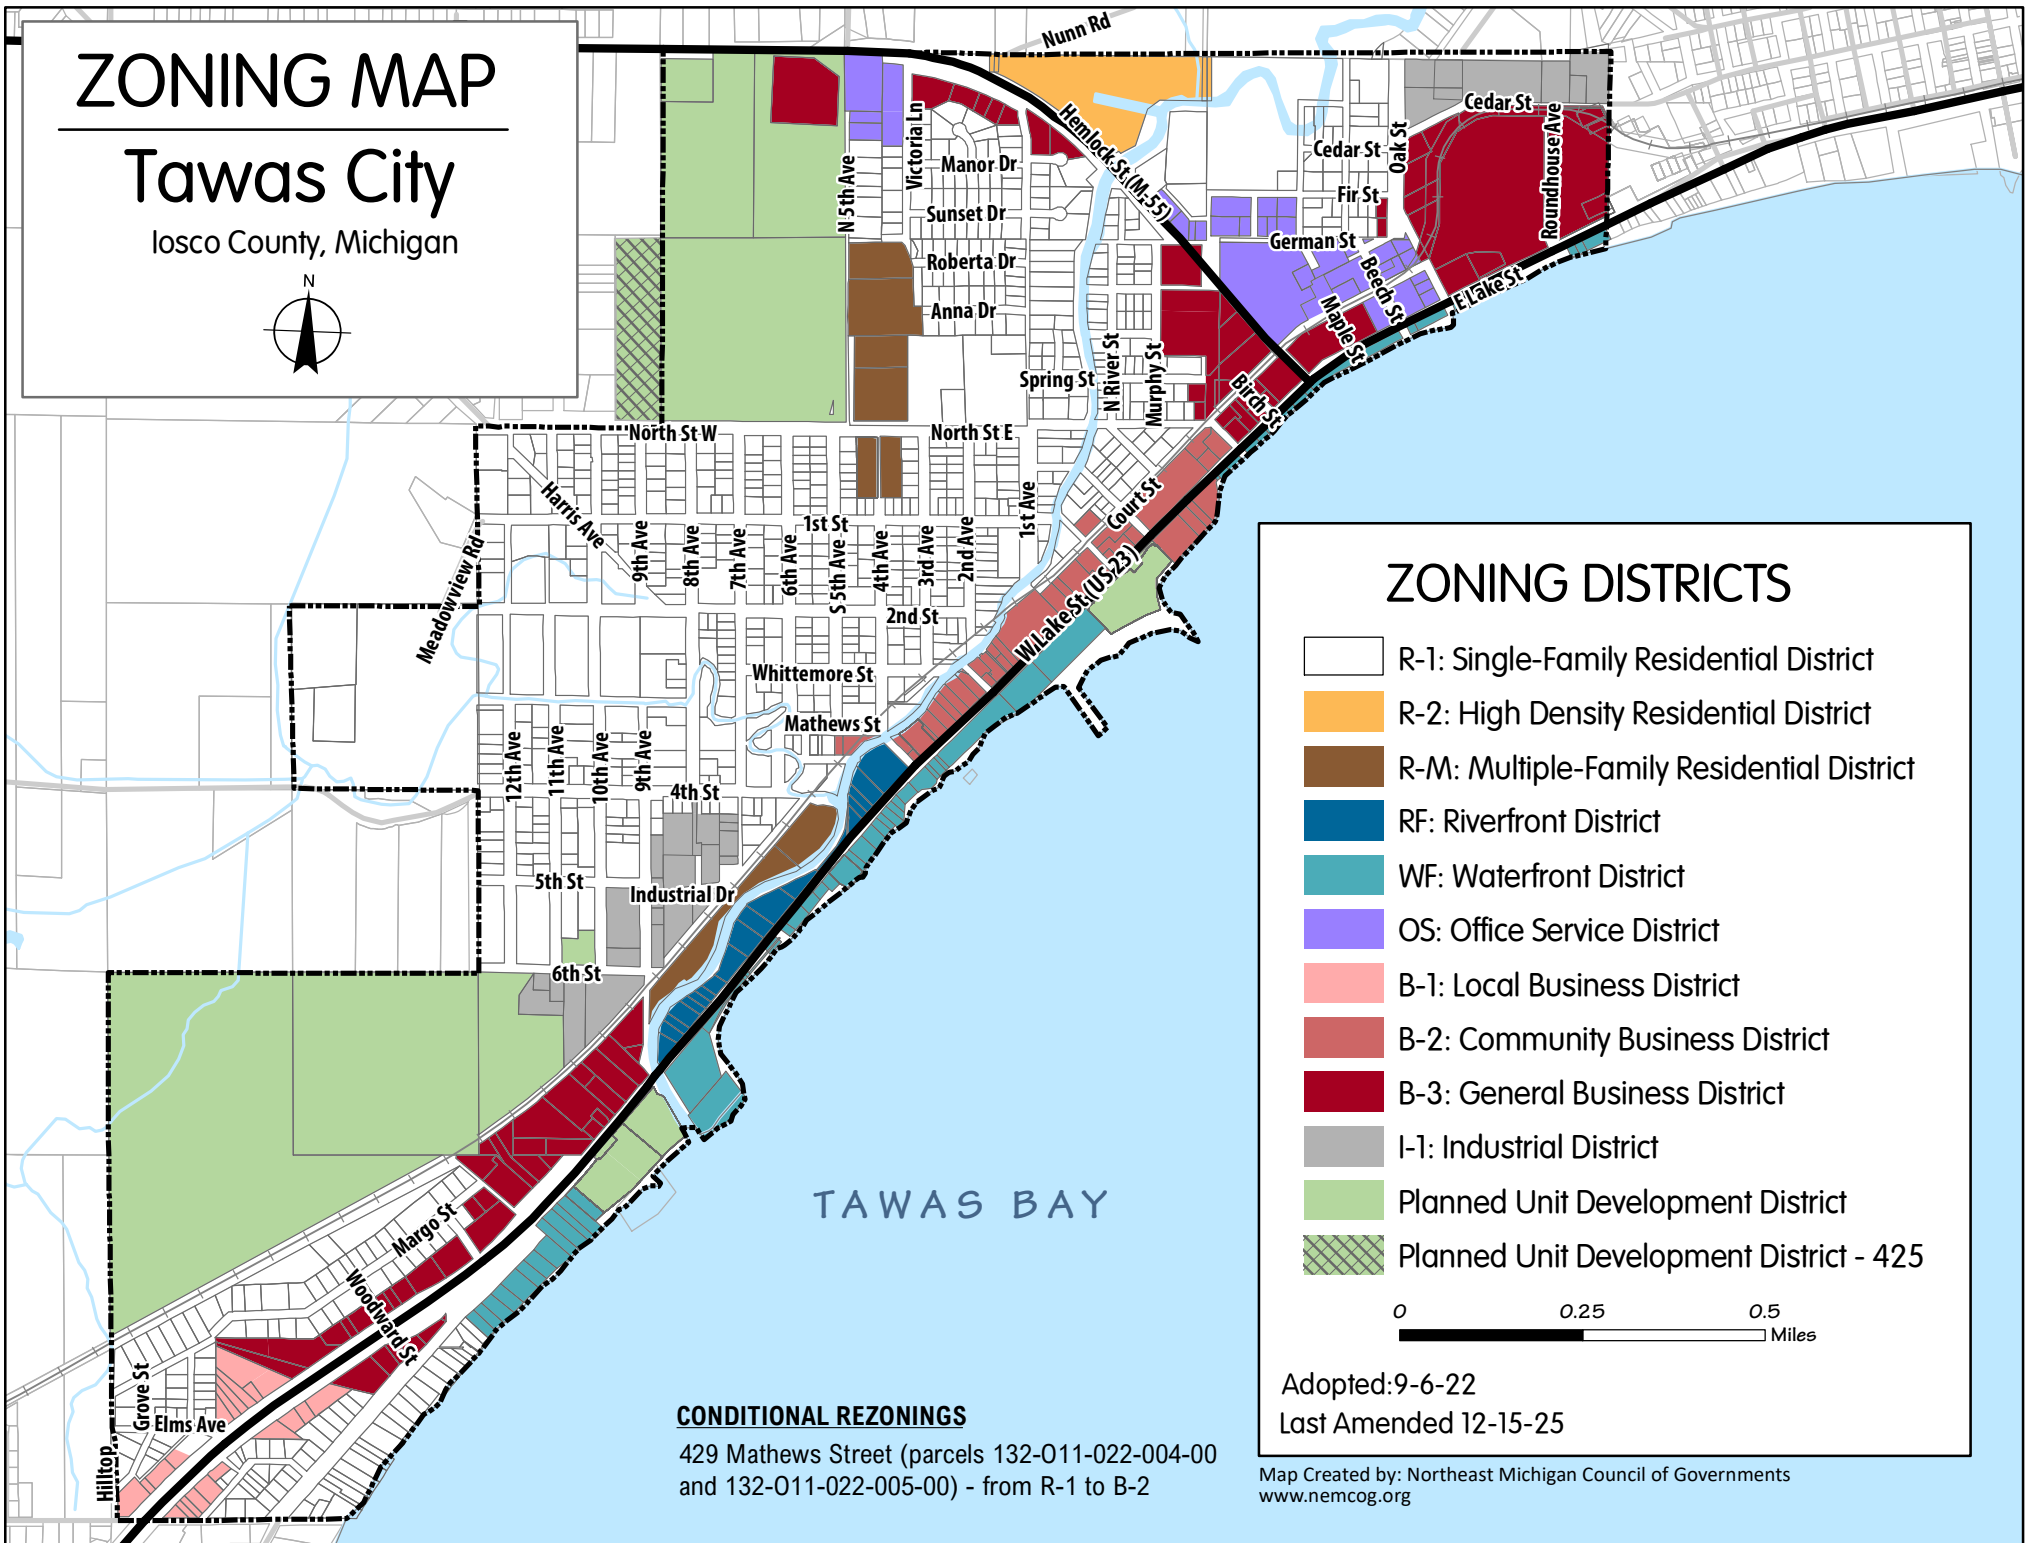 ZONING MAP
Tawas City
Iosco County, Michigan
N
Nunn Rd
Hemlock St (M-55)
Cedar St
Roundhouse Ave
Oak St
Cedar St
Fir St
German St
Beech St
Maple St
E Lake St
Birch St
Victoria Ln
N 5th Ave
Manor Dr
Sunset Dr
Roberta Dr
Anna Dr
Spring St
N River St
Murphy St
North St W
North St E
Harris Ave
Meadowview Rd
9th Ave
8th Ave
7th Ave
6th Ave
1st St
S 5th Ave
4th Ave
3rd Ave
2nd Ave
1st Ave
Court St
W Lake St (US 23)
2nd St
Whittemore St
Mathews St
12th Ave
11th Ave
10th Ave
9th Ave
4th St
5th St
Industrial Dr
6th St
Margo St
Woodward St
Grove St
Elms Ave
Hilltop
TAWAS BAY
CONDITIONAL REZONINGS
429 Mathews Street (parcels 132-O11-022-004-00
and 132-O11-022-005-00) - from R-1 to B-2
ZONING DISTRICTS
R-1: Single-Family Residential District
R-2: High Density Residential District
R-M: Multiple-Family Residential District
RF: Riverfront District
WF: Waterfront District
OS: Office Service District
B-1: Local Business District
B-2: Community Business District
B-3: General Business District
I-1: Industrial District
Planned Unit Development District
Planned Unit Development District - 425
0 0.25 0.5
Miles
Adopted:9-6-22
Last Amended 12-15-25
Map Created by: Northeast Michigan Council of Governments
www.nemcog.org